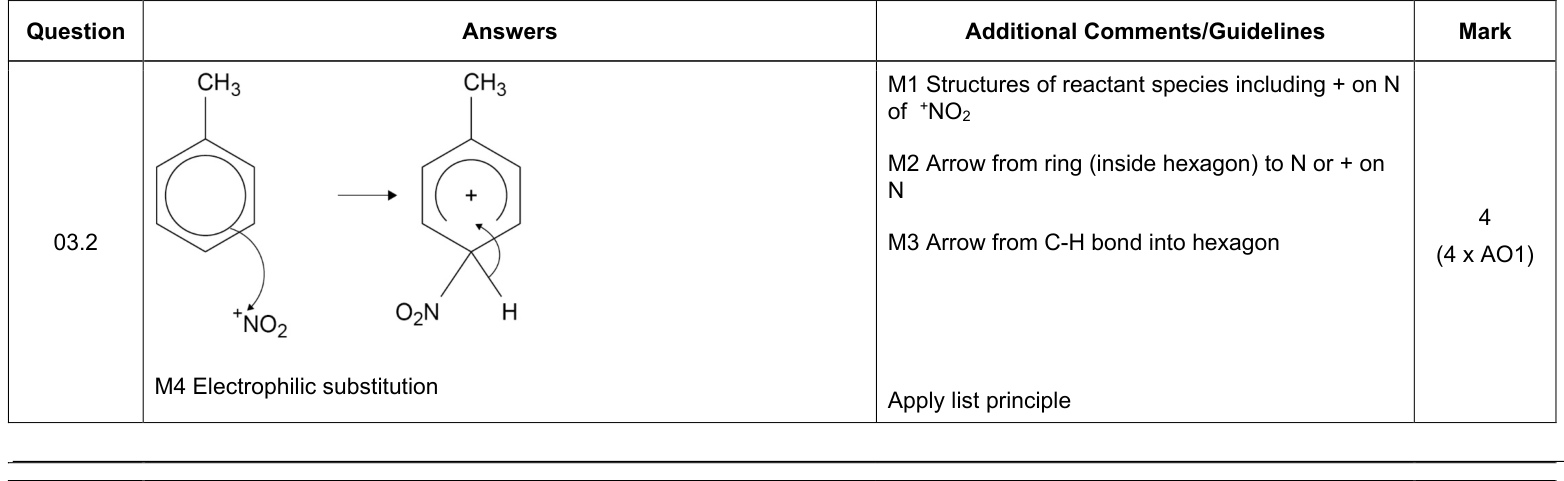 Question Answers Additional Comments/Guidelines Mark
03.2
CH₃ CH₃
+
⁺NO₂
O₂N H
M4 Electrophilic substitution
M1 Structures of reactant species including + on N
of ⁺NO₂
M2 Arrow from ring (inside hexagon) to N or + on
N
M3 Arrow from C-H bond into hexagon
Apply list principle
4
(4 x AO1)